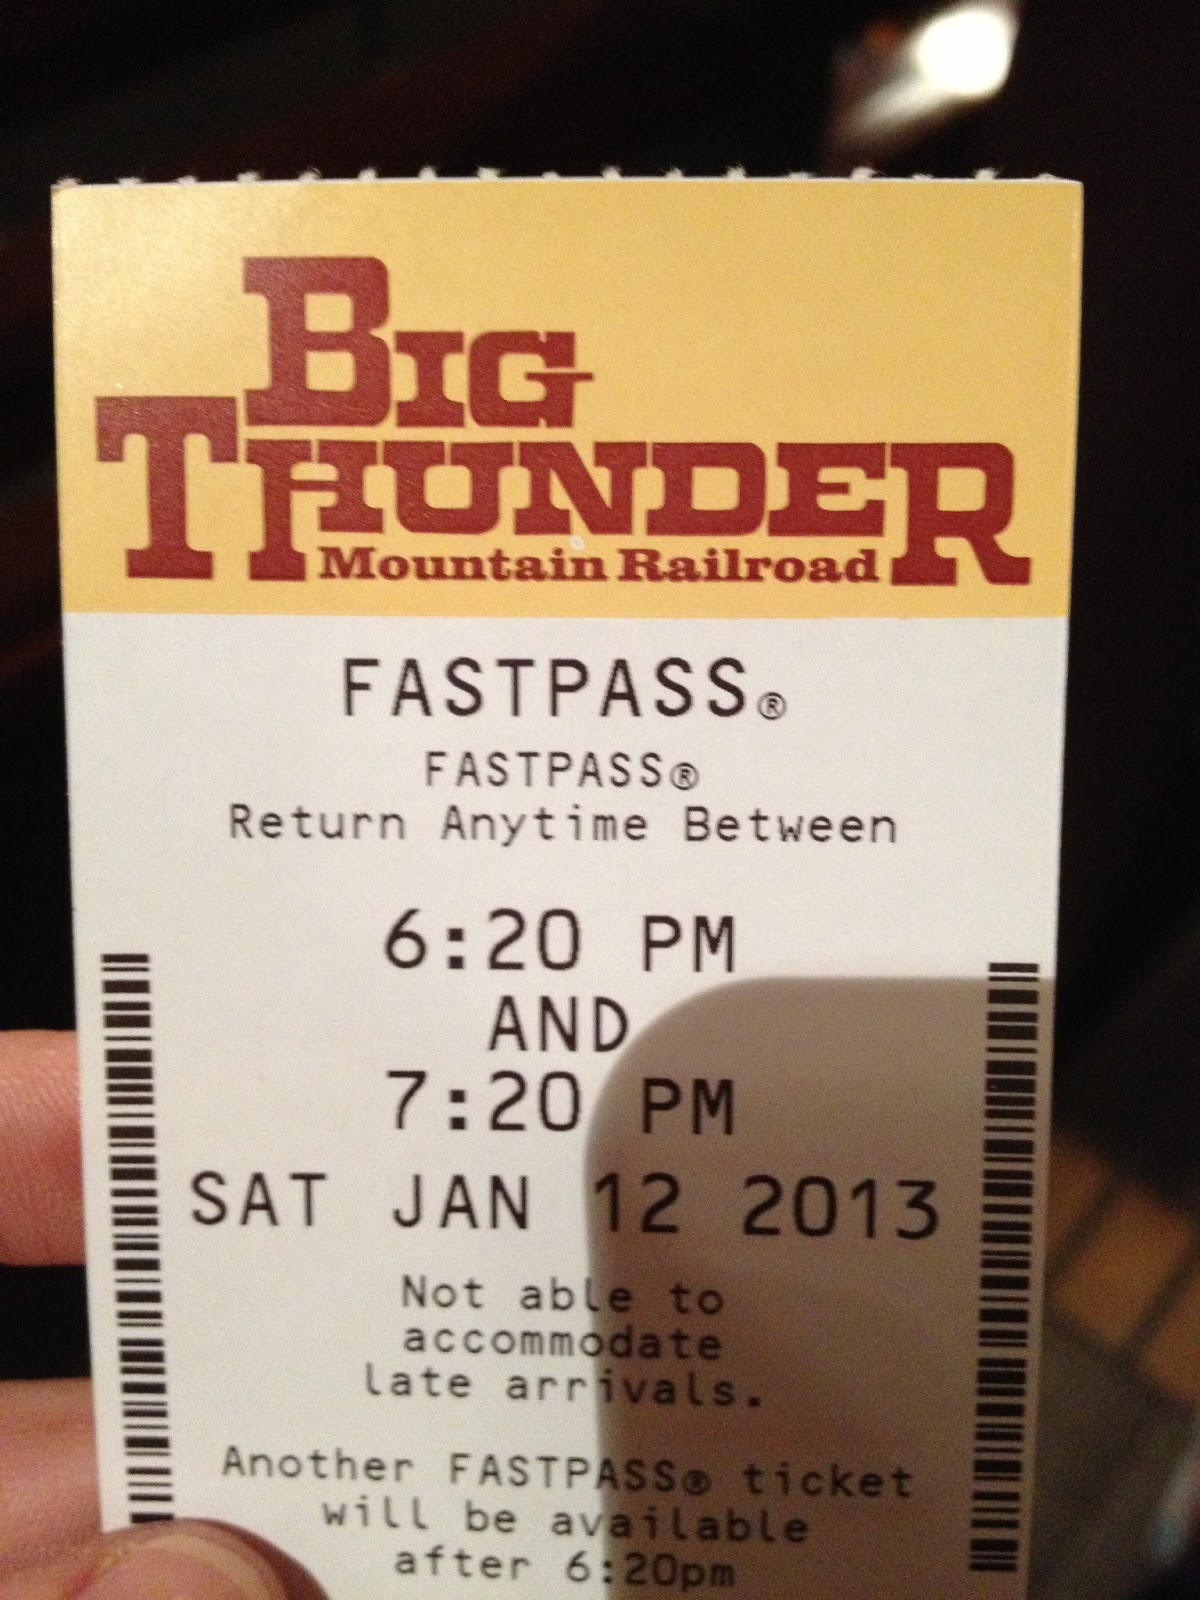 BIG
THUNDER
Mountain Railroad
FASTPASS®
FASTPASS®
Return Anytime Between
6:20 PM
AND
7:20 PM
SAT JAN 12 2013
Not able to
accommodate
late arrivals.
Another FASTPASS® ticket
will be available
after 6:20pm